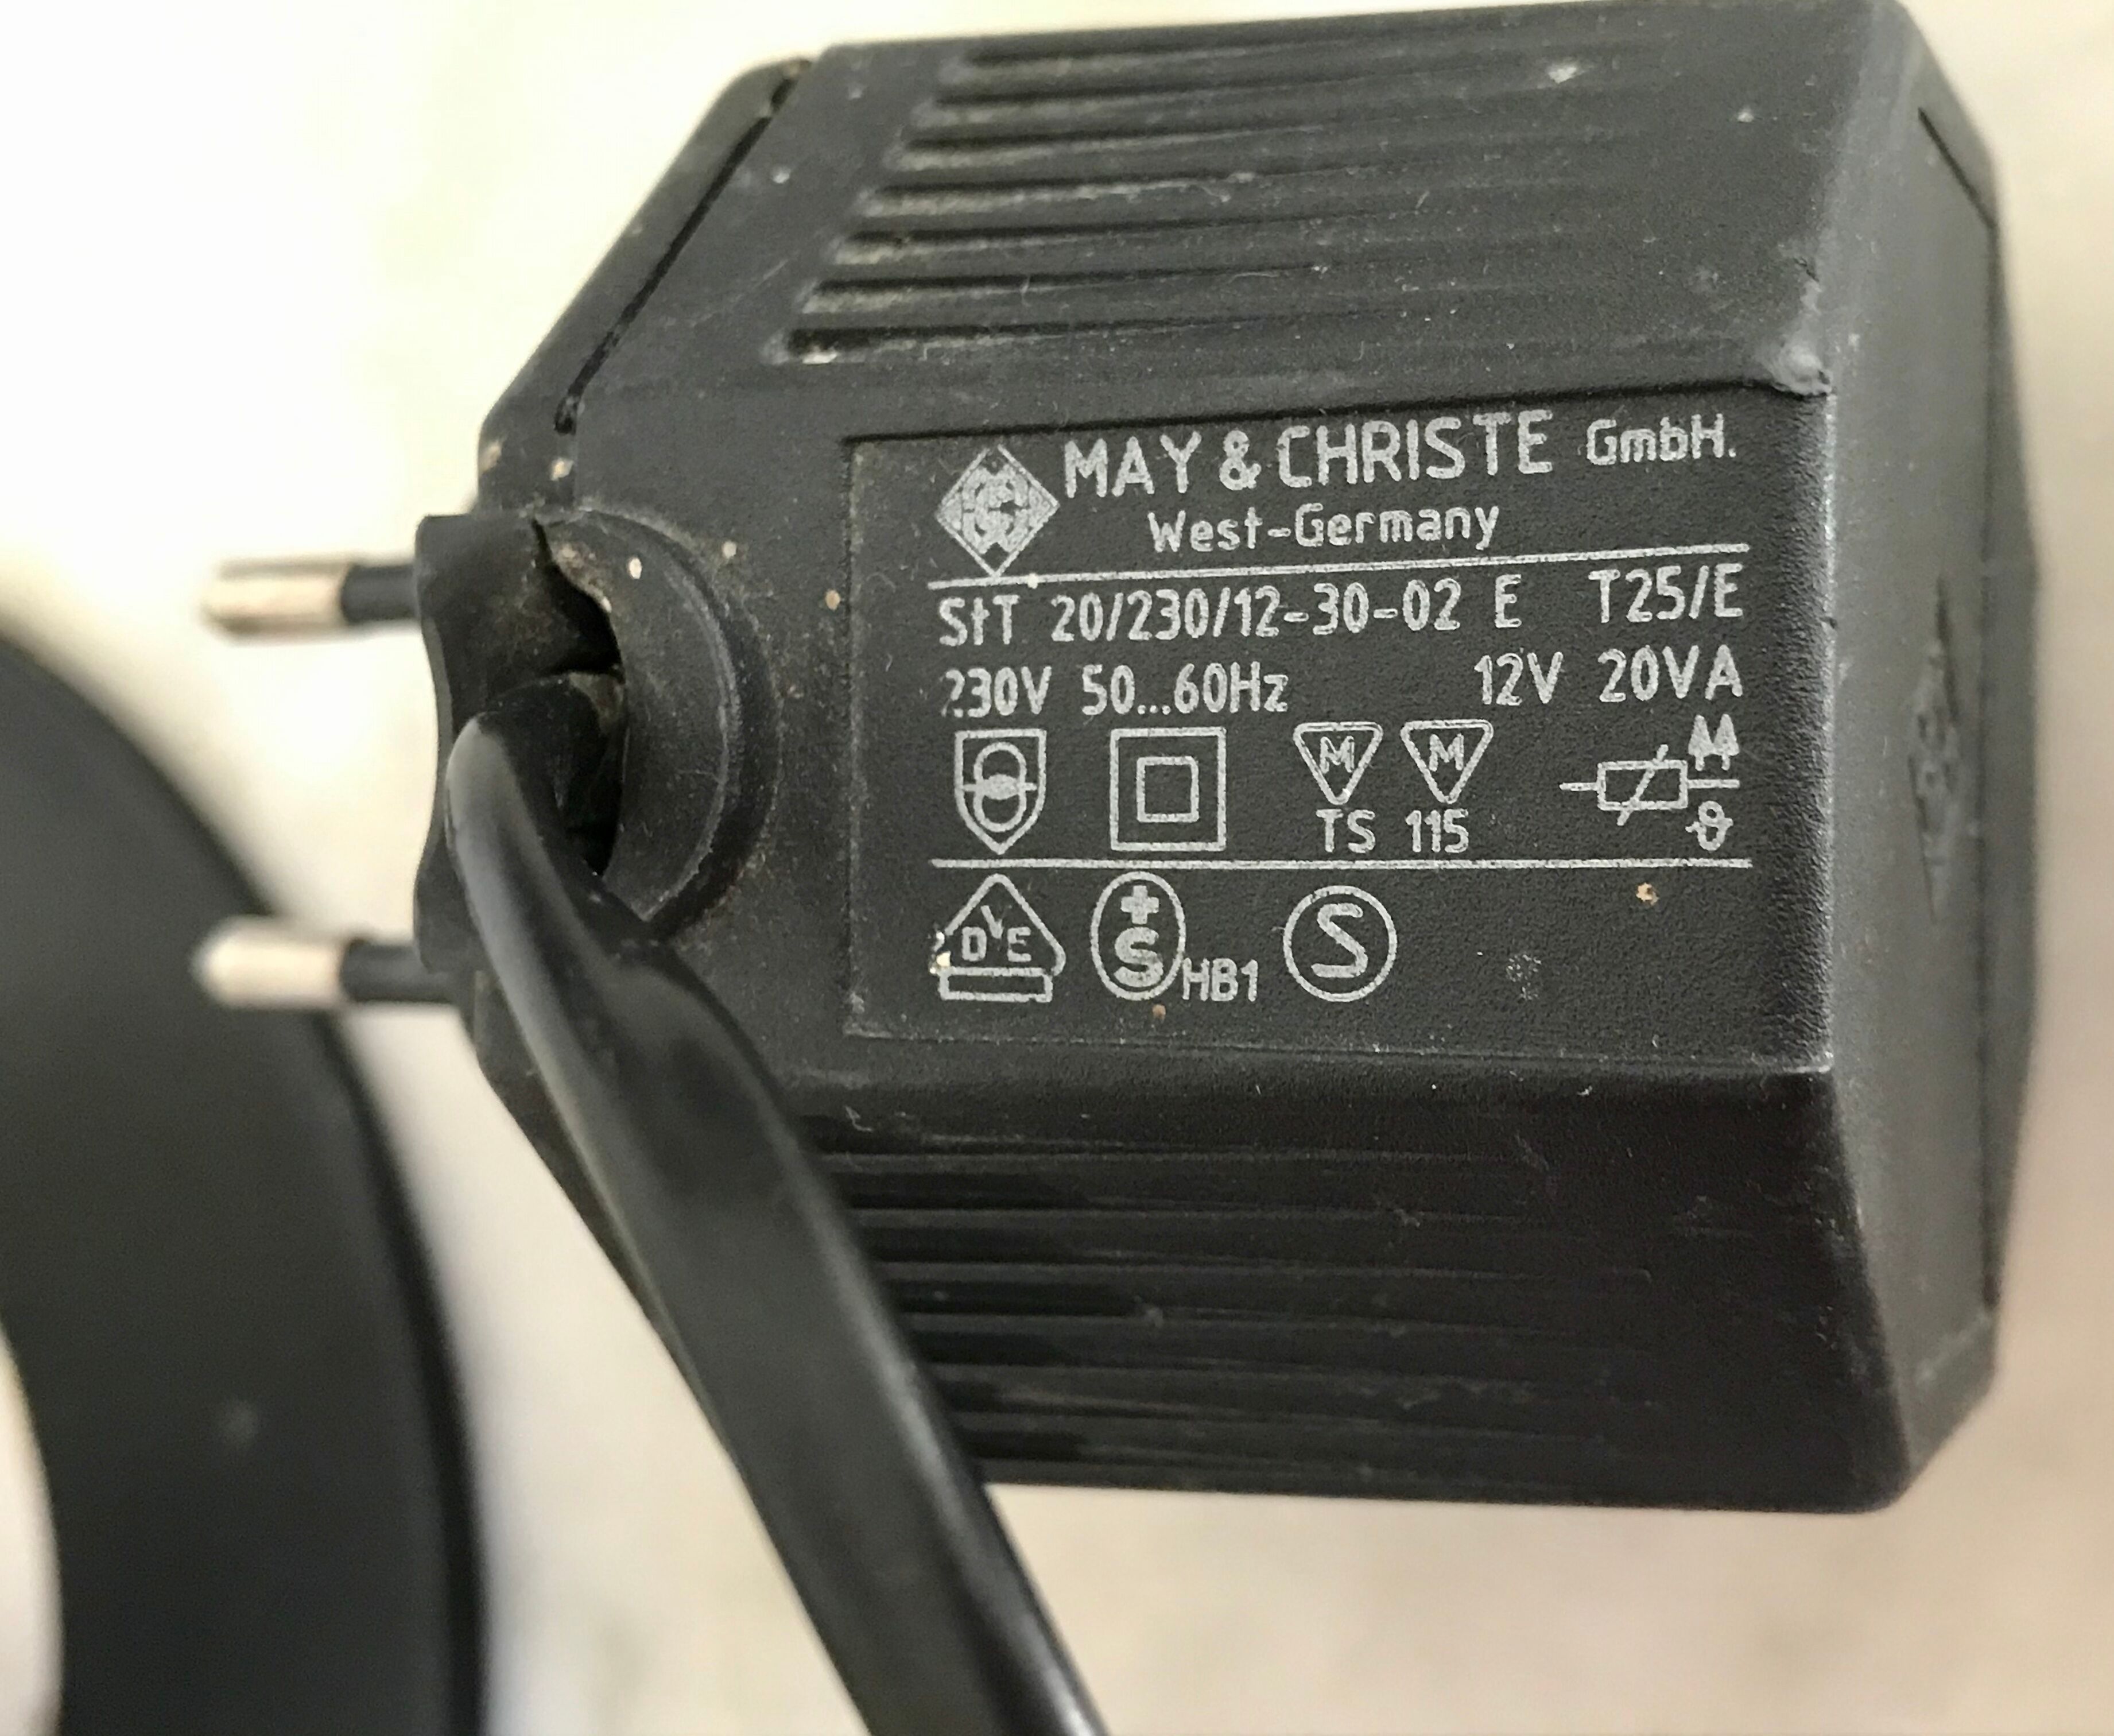 MAY & CHRISTE GmbH.
West-Germany
StT 20/230/12-30-02 E T25/E
230V 50...60Hz 12V 20VA
M M
TS 115
ϑ
DVE
+S HB1 S